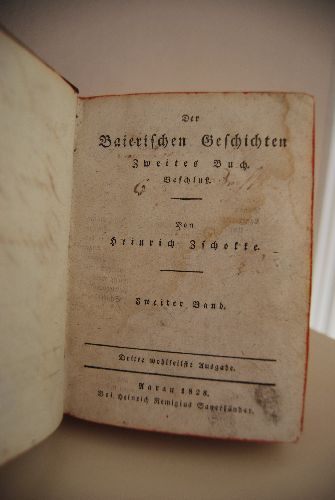 Der
Baierischen Geschichten
Zweites Buch.
Beschluß.
Von
Heinrich Zschokke.
Zweiter Band.
Dritte wohlfeilste Ausgabe.
Aarau 1828.
Bei Heinrich Remigius Sauerländer.